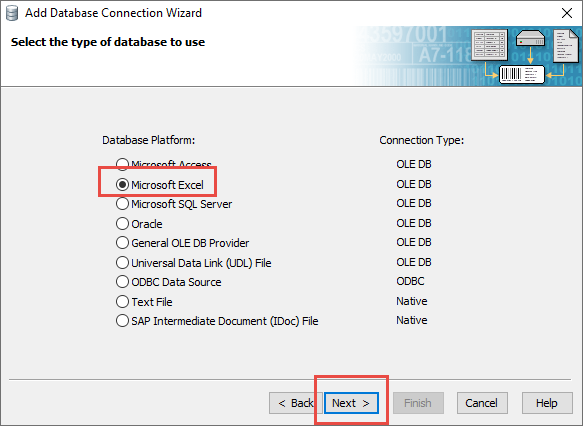 Add Database Connection Wizard
Select the type of database to use
3597001
A7-118
Database Platform: Connection Type:
Microsoft Access OLE DB
Microsoft Excel OLE DB
Microsoft SQL Server OLE DB
Oracle OLE DB
General OLE DB Provider OLE DB
Universal Data Link (UDL) File OLE DB
ODBC Data Source ODBC
Text File Native
SAP Intermediate Document (IDoc) File Native
< Back Next > Finish Cancel Help